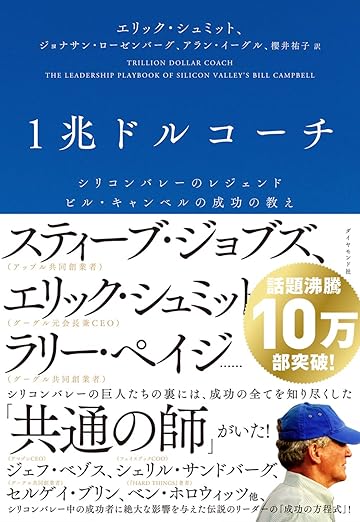 エリック・シュミット、
ジョナサン・ローゼンバーグ、アラン・イーグル、櫻井祐子 訳
TRILLION DOLLAR COACH
THE LEADERSHIP PLAYBOOK OF SILICON VALLEY'S BILL CAMPBELL
1兆ドルコーチ
シリコンバレーのレジェンド
ビル・キャンベルの成功の教え
ダイヤモンド社
スティーブ・ジョブズ、
(アップル共同創業者)
エリック・シュミット
(グーグル元会長兼CEO)
ラリー・ペイジ……
(グーグル共同創業者)
話題沸騰
10万
部突破!
シリコンバレーの巨人たちの裏には、成功の全てを知り尽くした
「共通の師」がいた!
(アマゾンCEO)
(フェイスブックCOO)
ジェフ・ベゾス、シェリル・サンドバーグ、
(グーグル共同創業者)
(『HARD THINGS』著者)
セルゲイ・ブリン、ベン・ホロウィッツ他、
シリコンバレー中の成功者に絶大な影響を与えた伝説のリーダーの「成功の方程式」!